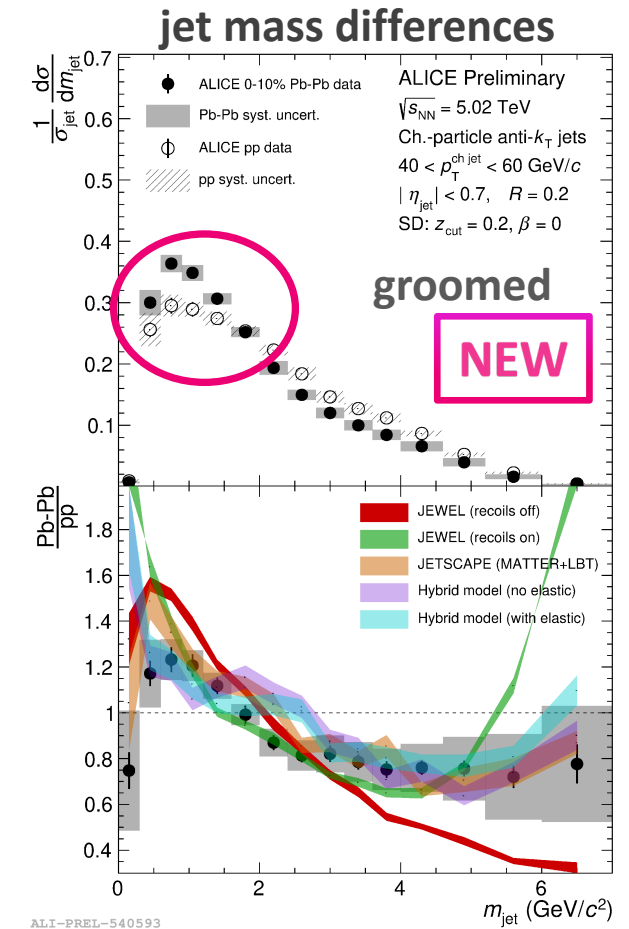 jet mass differences
1/σjet dσ/dmjet
0.7
0.6
0.5
0.4
0.3
0.2
0.1
ALICE 0-10% Pb-Pb data
Pb-Pb syst. uncert.
ALICE pp data
pp syst. uncert.
ALICE Preliminary
√sNN = 5.02 TeV
Ch.-particle anti-kT jets
40 < pT^ch jet < 60 GeV/c
| ηjet| < 0.7, R = 0.2
SD: zcut = 0.2, β = 0
groomed
NEW
Pb-Pb/pp
1.8
1.6
1.4
1.2
1
0.8
0.6
0.4
JEWEL (recoils off)
JEWEL (recoils on)
JETSCAPE (MATTER+LBT)
Hybrid model (no elastic)
Hybrid model (with elastic)
0 2 4 6
mjet (GeV/c²)
ALI-PREL-540593